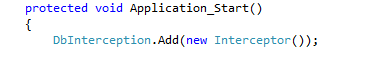 protected void Application_Start()
{
DbInterception.Add(new Interceptor());